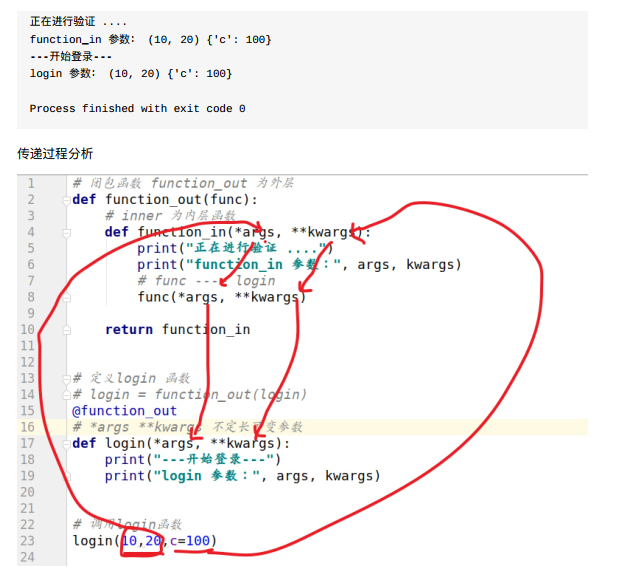 正在进行验证 ....
function_in 参数： (10, 20) {'c': 100}
---开始登录---
login 参数： (10, 20) {'c': 100}
Process finished with exit code 0
传递过程分析
1 # 闭包函数 function_out 为外层
2 def function_out(func):
3 # inner 为内层函数
4 def function_in(*args, **kwargs):
5 print("正在进行验证 ....")
6 print("function_in 参数：", args, kwargs)
7 # func --- login
8 func(*args, **kwargs)
9
10 return function_in
11
12
13 # 定义login 函数
14 # login = function_out(login)
15 @function_out
16 # *args **kwargs 不定长可变参数
17 def login(*args, **kwargs):
18 print("---开始登录---")
19 print("login 参数：", args, kwargs)
20
21
22 # 调用login函数
23 login(10,20,c=100)
24